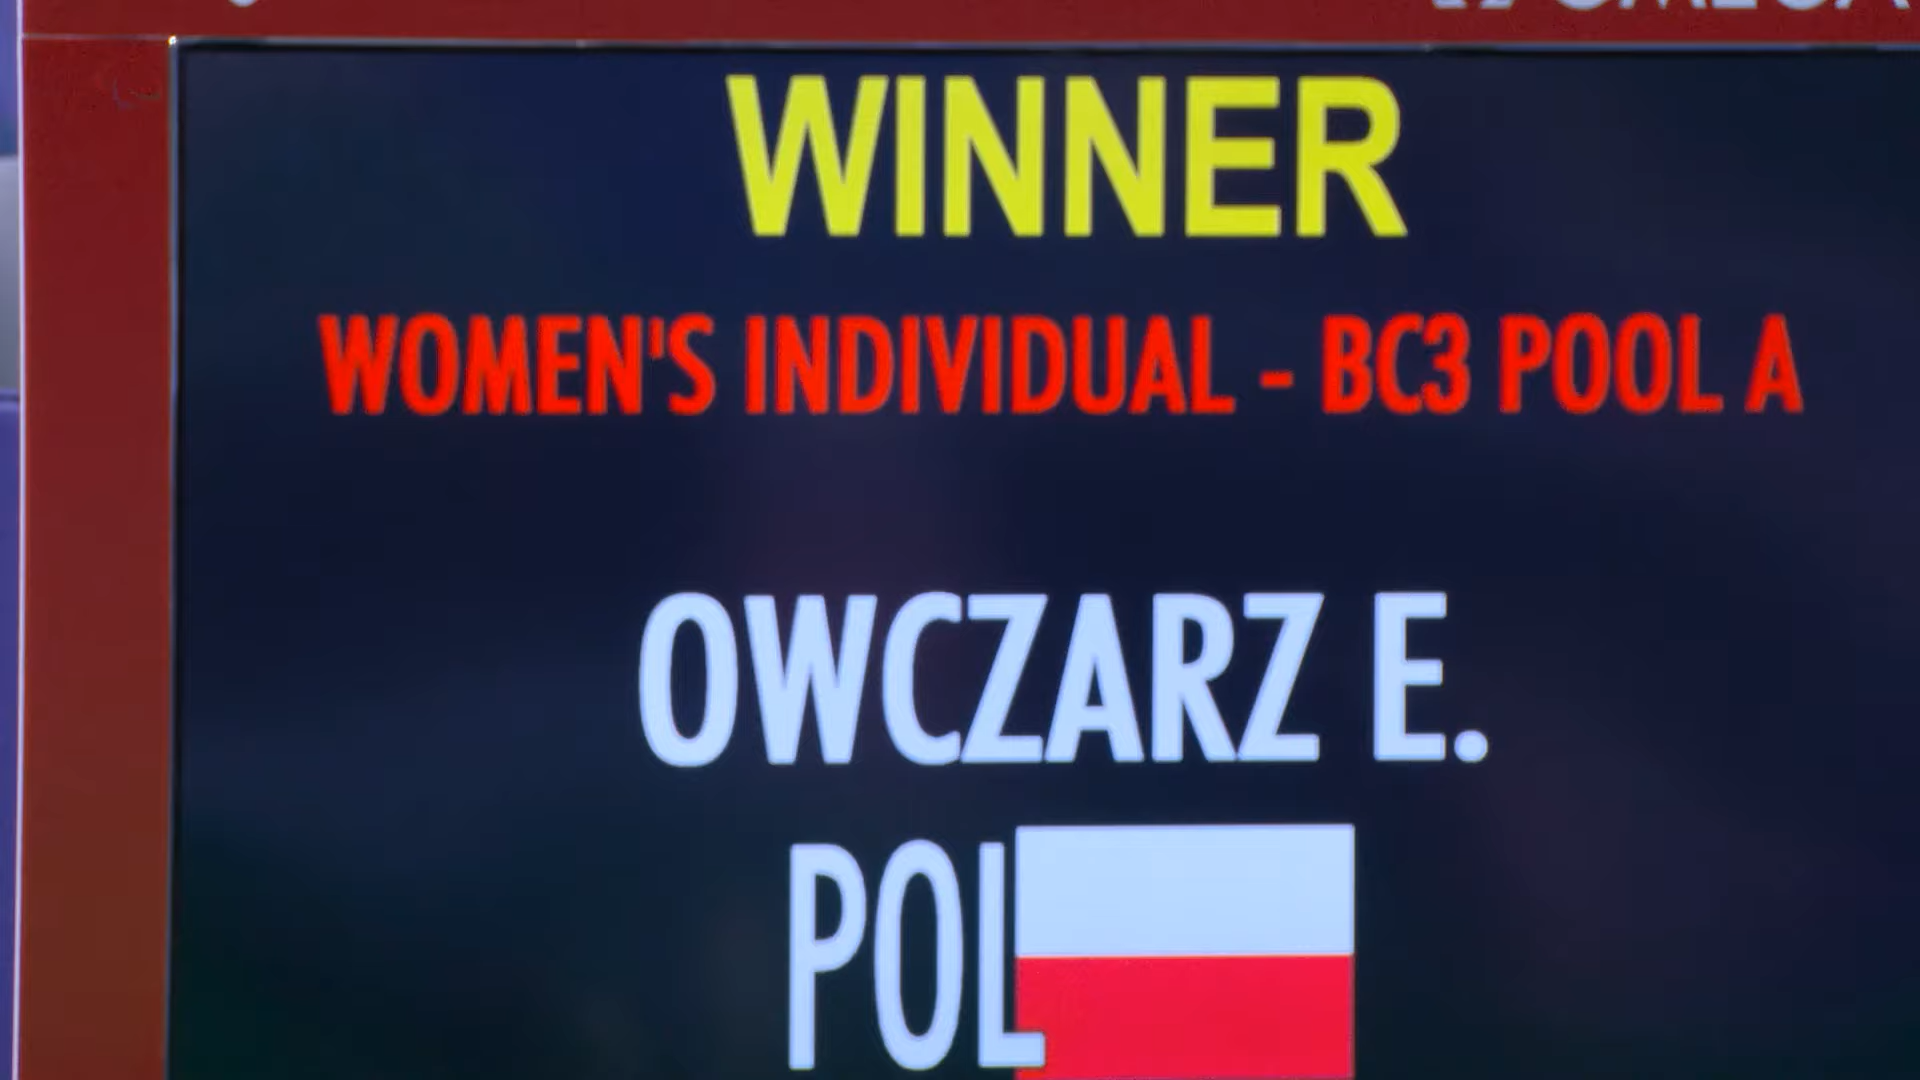 WINNER
WOMEN'S INDIVIDUAL - BC3 POOL A
OWCZARZ E.
POL